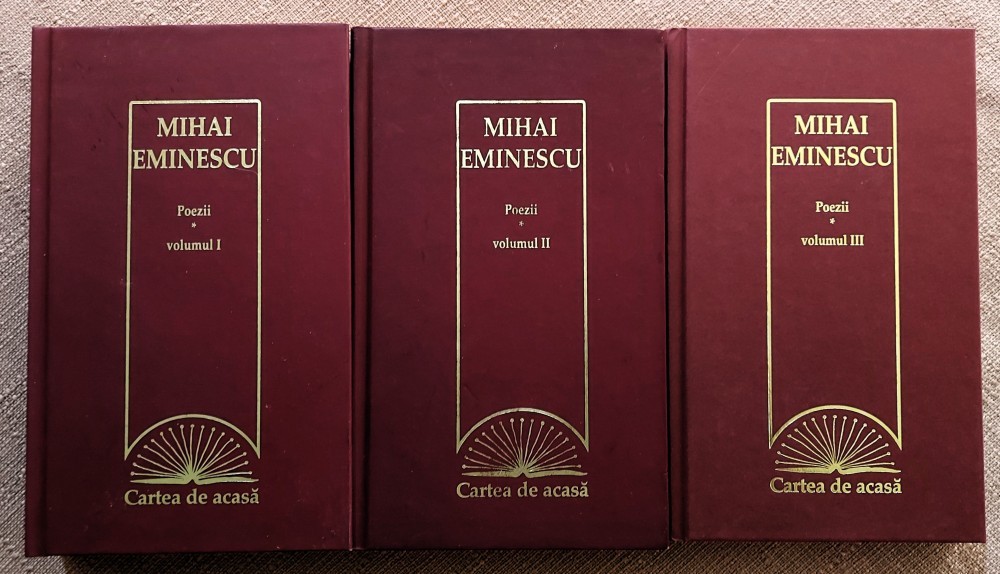 MIHAI
EMINESCU
Poezii
*
volumul I
Cartea de acasă
MIHAI
EMINESCU
Poezii
*
volumul II
Cartea de acasă
MIHAI
EMINESCU
Poezii
*
volumul III
Cartea de acasă